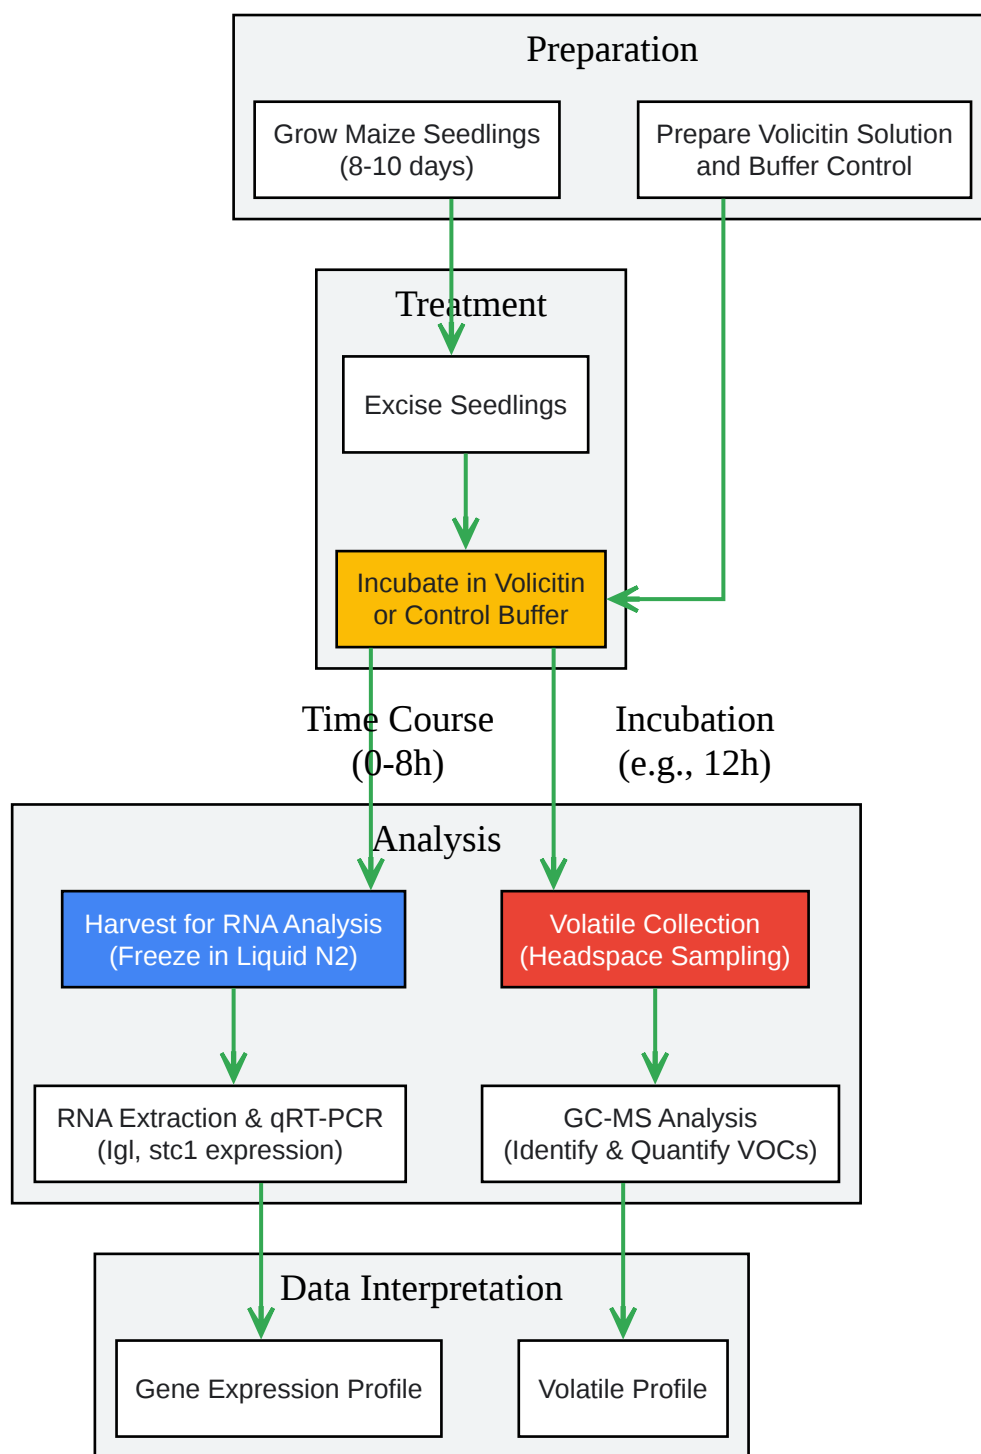 Preparation
Grow Maize Seedlings
(8-10 days)
Prepare Volicitin Solution
and Buffer Control
Treatment
Excise Seedlings
Incubate in Volicitin
or Control Buffer
Time Course
(0-8h)
Incubation
(e.g., 12h)
Analysis
Harvest for RNA Analysis
(Freeze in Liquid N2)
Volatile Collection
(Headspace Sampling)
RNA Extraction & qRT-PCR
(Igl, stc1 expression)
GC-MS Analysis
(Identify & Quantify VOCs)
Data Interpretation
Gene Expression Profile
Volatile Profile